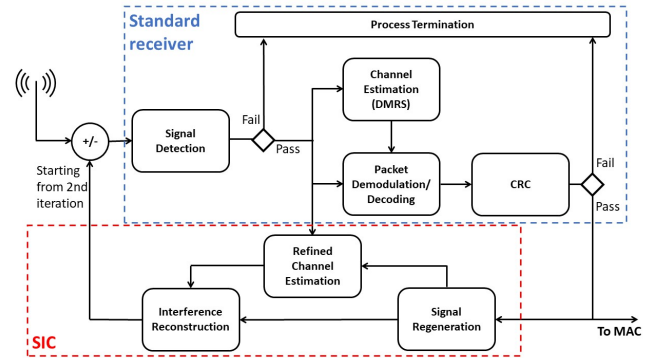 Standard
receiver
Process Termination
Channel
Estimation
(DMRS)
+/-
Signal
Detection
Fail
Pass
Starting
from 2nd
iteration
Packet
Demodulation/
Decoding
CRC
Fail
Pass
Refined
Channel
Estimation
Interference
Reconstruction
Signal
Regeneration
SIC
To MAC